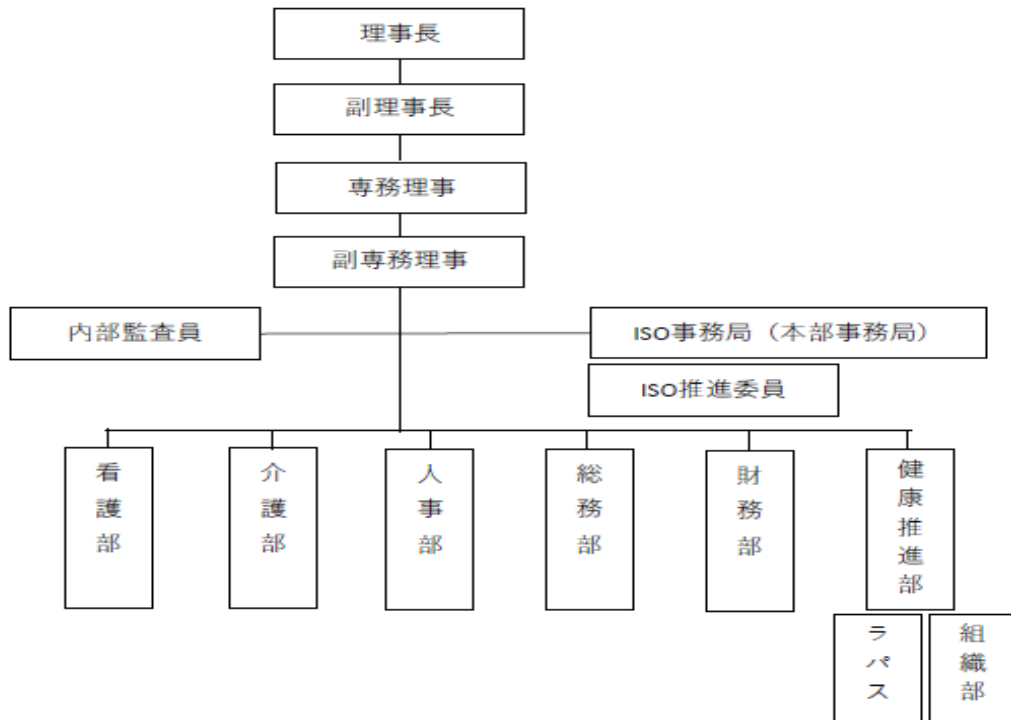 理事長
副理事長
専務理事
副専務理事
内部監査員
ISO事務局（本部事務局）
ISO推進委員
看護部
介護部
人事部
総務部
財務部
健康推進部
ラパス
組織部